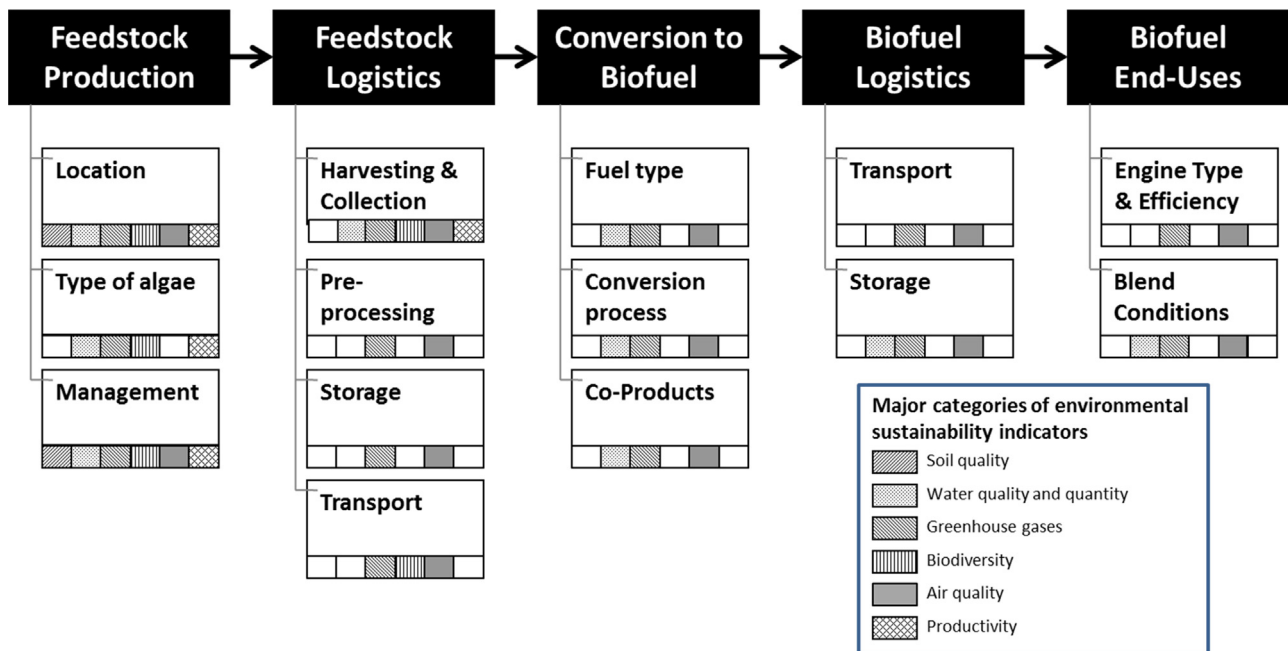 Feedstock
Production
Feedstock
Logistics
Conversion to
Biofuel
Biofuel
Logistics
Biofuel
End-Uses
Location
Type of algae
Management
Harvesting &
Collection
Pre-
processing
Storage
Transport
Fuel type
Conversion
process
Co-Products
Transport
Storage
Engine Type
& Efficiency
Blend
Conditions
Major categories of environmental
sustainability indicators
Soil quality
Water quality and quantity
Greenhouse gases
Biodiversity
Air quality
Productivity